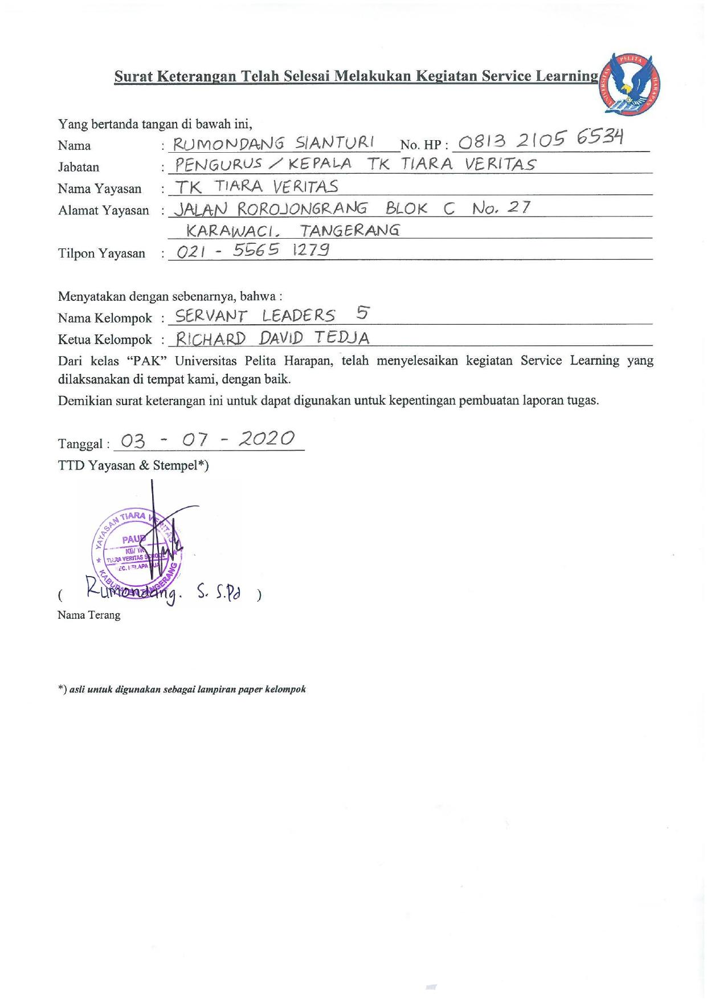 Surat Keterangan Telah Selesai Melakukan Kegiatan Service Learning
UNIVERSITAS PELITA HARAPAN
Yang bertanda tangan di bawah ini,
Nama : RUMONDANG SIANTURI No. HP : 0813 2105 6534
Jabatan : PENGURUS / KEPALA TK TIARA VERITAS
Nama Yayasan : TK TIARA VERITAS
Alamat Yayasan : JALAN ROROJONGRANG BLOK C No. 27
KARAWACI. TANGERANG
Tilpon Yayasan : 021 - 5565 1279
Menyatakan dengan sebenarnya, bahwa :
Nama Kelompok : SERVANT LEADERS 5
Ketua Kelompok : RICHARD DAVID TEDJA
Dari kelas “PAK” Universitas Pelita Harapan, telah menyelesaikan kegiatan Service Learning yang
dilaksanakan di tempat kami, dengan baik.
Demikian surat keterangan ini untuk dapat digunakan untuk kepentingan pembuatan laporan tugas.
Tanggal : 03 - 07 - 2020
TTD Yayasan & Stempel*)
YAYASAN TIARA VERITAS
PAUD
KB/TK
TIARA VERITAS SCHOOL
KEC. KELAPA DUA
KABUPATEN TANGERANG
( Rumondang. S. S.Pd )
Nama Terang
*) asli untuk digunakan sebagai lampiran paper kelompok